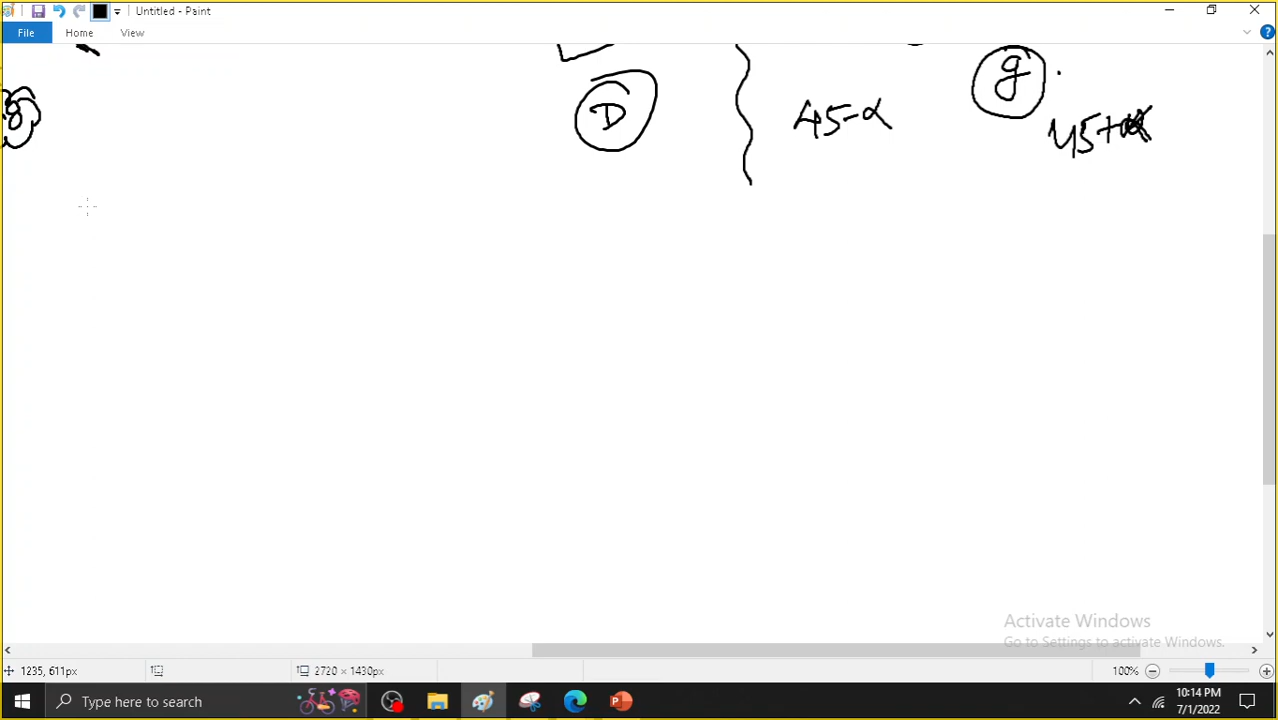 Untitled - Paint
File Home View
g
8
D
45-α
45+α
Activate Windows
Go to Settings to activate Windows.
1235, 611px
2720 × 1430px
100%
Type here to search
10:14 PM
7/1/2022